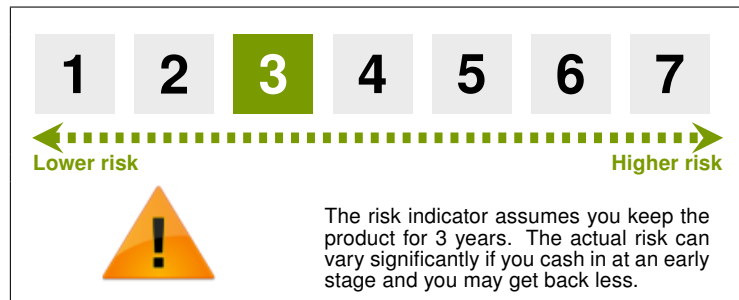 1 2 3 4 5 6 7
Lower risk Higher risk
!
The risk indicator assumes you keep the
product for 3 years. The actual risk can
vary significantly if you cash in at an early
stage and you may get back less.